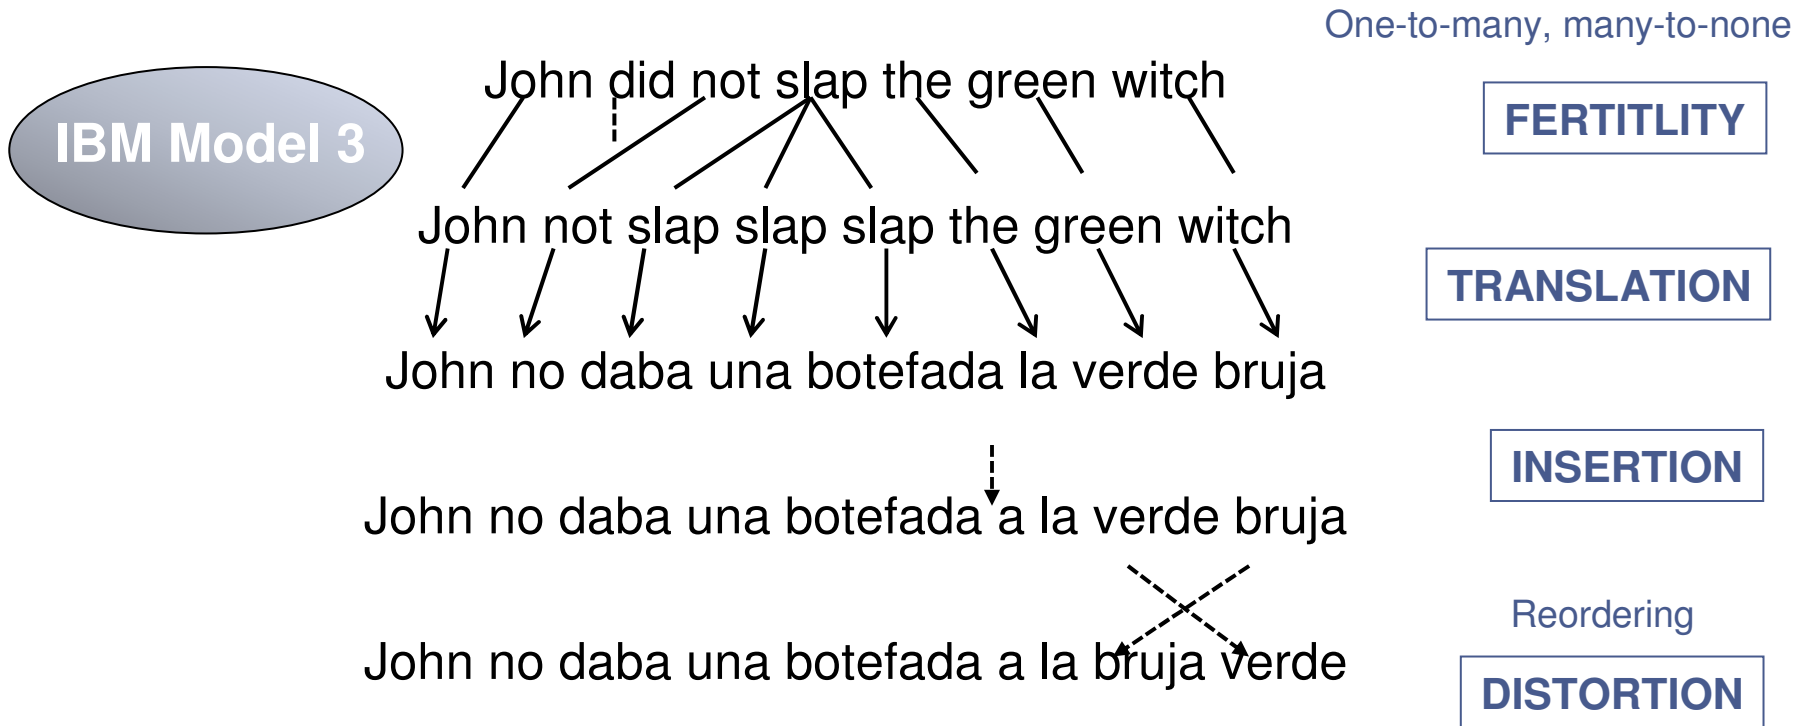 One-to-many, many-to-none
John did not slap the green witch
FERTITLITY
IBM Model 3
John not slap slap slap the green witch
TRANSLATION
John no daba una botefada la verde bruja
INSERTION
John no daba una botefada a la verde bruja
Reordering
John no daba una botefada a la bruja verde
DISTORTION